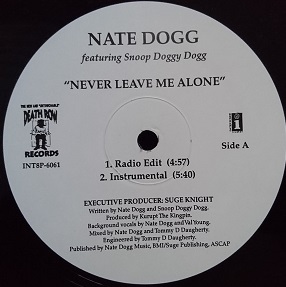 NATE DOGG
featuring Snoop Doggy Dogg
"NEVER LEAVE ME ALONE"
DEATH ROW
RECORDS
INT8P-6061
Side A
1. Radio Edit (4:57)
2. Instrumental (5:40)
EXECUTIVE PRODUCER: SUGE KNIGHT
Written by Nate Dogg and Snoop Doggy Dogg.
Produced by Kurupt The Kingpin.
Background vocals by Nate Dogg and Val Young.
Mixed by Nate Dogg and Tommy D Daugherty.
Engineered by Tommy D Daugherty.
Published by Nate Dogg Music, BMI/Suge Publishing, ASCAP